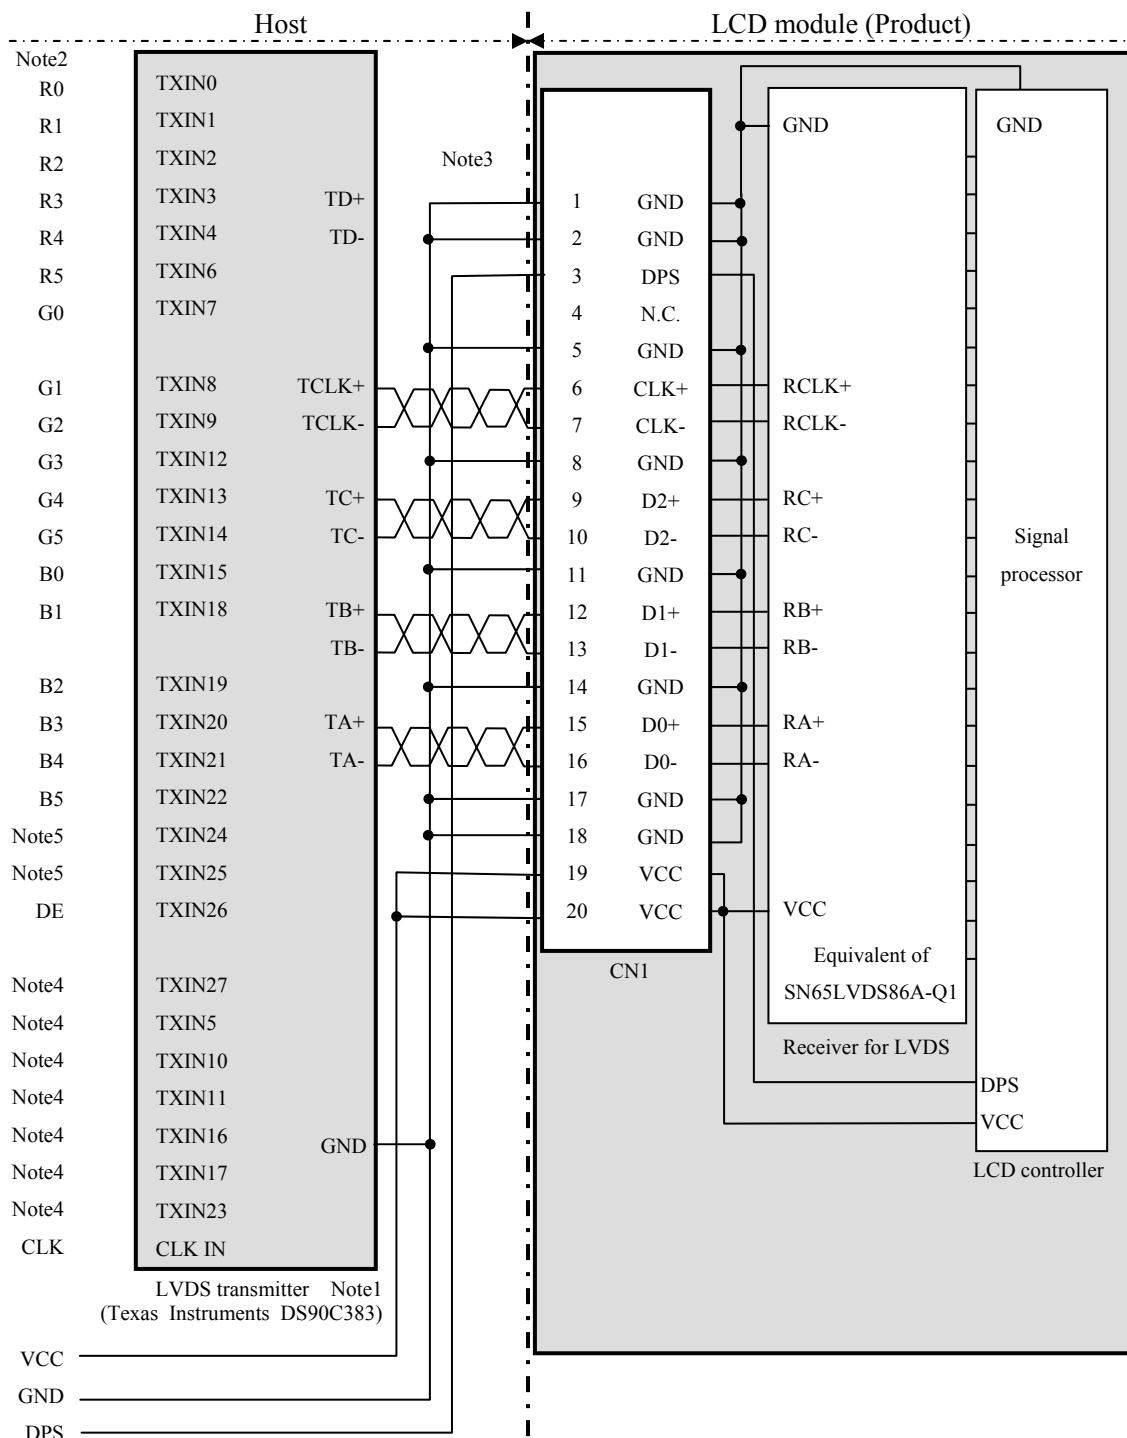 Host LCD module (Product)
Note2
R0 TXIN0
R1 TXIN1 GND GND
R2 TXIN2 Note3
R3 TXIN3 TD+ 1 GND
R4 TXIN4 TD- 2 GND
R5 TXIN6 3 DPS
G0 TXIN7 4 N.C.
5 GND
G1 TXIN8 TCLK+ 6 CLK+ RCLK+
G2 TXIN9 TCLK- 7 CLK- RCLK-
G3 TXIN12 8 GND
G4 TXIN13 TC+ 9 D2+ RC+
G5 TXIN14 TC- 10 D2- RC- Signal
B0 TXIN15 11 GND processor
B1 TXIN18 TB+ 12 D1+ RB+
TB- 13 D1- RB-
B2 TXIN19 14 GND
B3 TXIN20 TA+ 15 D0+ RA+
B4 TXIN21 TA- 16 D0- RA-
B5 TXIN22 17 GND
Note5 TXIN24 18 GND
Note5 TXIN25 19 VCC
DE TXIN26 20 VCC VCC
CN1 Equivalent of
Note4 TXIN27 SN65LVDS86A-Q1
Note4 TXIN5 Receiver for LVDS
Note4 TXIN10
Note4 TXIN11 DPS
Note4 TXIN16 GND VCC
Note4 TXIN17 LCD controller
Note4 TXIN23
CLK CLK IN
LVDS transmitter Note1
(Texas Instruments DS90C383)
VCC
GND
DPS